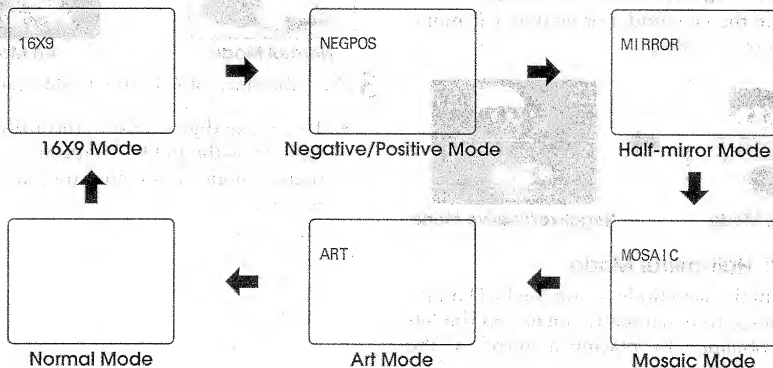 16X9
NEGPOS
MIRROR
16X9 Mode
Negative/Positive Mode
Half-mirror Mode
ART
MOSAIC
Normal Mode
Art Mode
Mosaic Mode